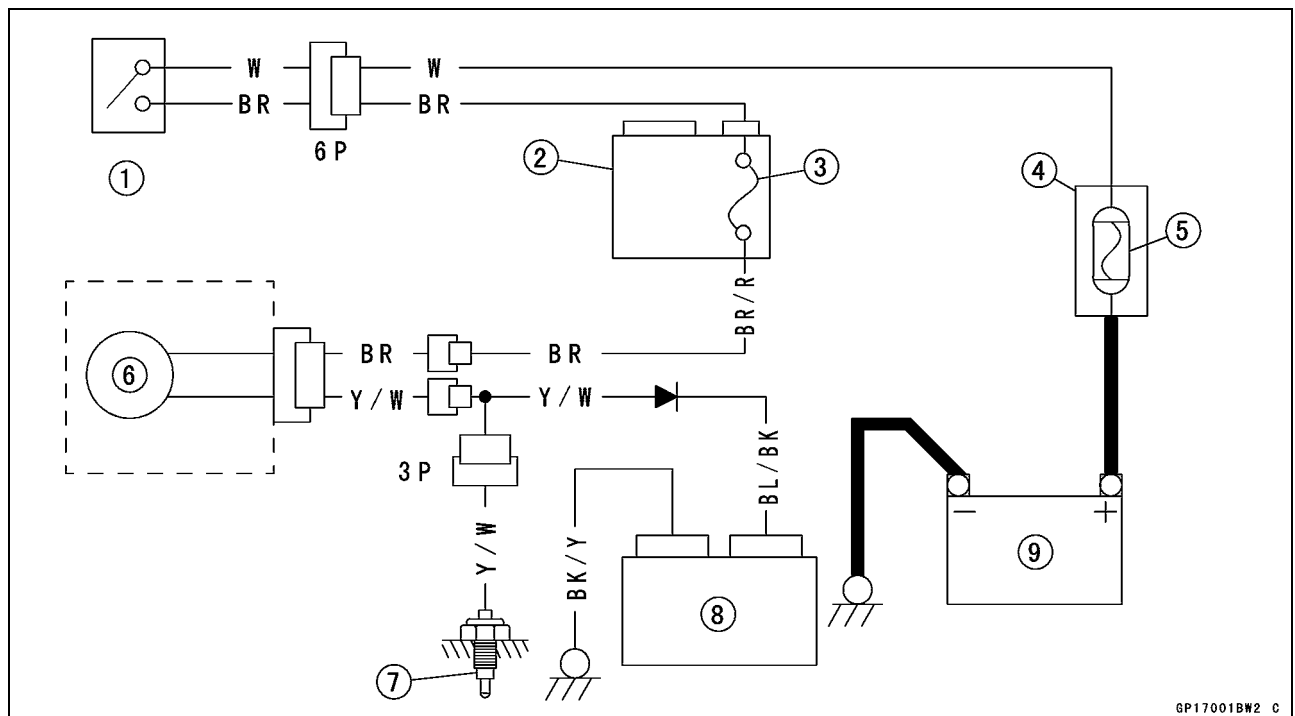 W
W
BR
BR
6P
1
2
3
4
5
BR/R
6
BR
BR
Y/W
Y/W
3P
Y/W
BK/Y
BL/BK
7
8
9
−
+
GP17001BW2 C